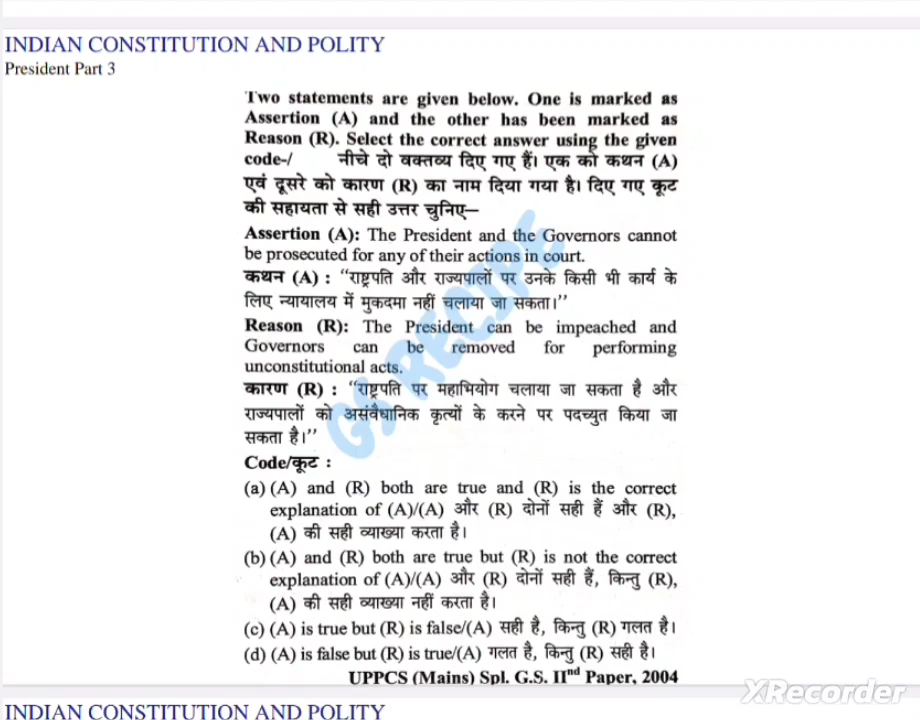 INDIAN CONSTITUTION AND POLITY
President Part 3
Two statements are given below. One is marked as
Assertion (A) and the other has been marked as
Reason (R). Select the correct answer using the given
code-/ नीचे दो वक्तव्य दिए गए हैं। एक को कथन (A)
एवं दूसरे को कारण (R) का नाम दिया गया है। दिए गए कूट
की सहायता से सही उत्तर चुनिए–
Assertion (A): The President and the Governors cannot
be prosecuted for any of their actions in court.
कथन (A) : “राष्ट्रपति और राज्यपालों पर उनके किसी भी कार्य के
लिए न्यायालय में मुकदमा नहीं चलाया जा सकता।”
Reason (R): The President can be impeached and
Governors can be removed for performing
unconstitutional acts.
कारण (R) : “राष्ट्रपति पर महाभियोग चलाया जा सकता है और
राज्यपालों को असंवैधानिक कृत्यों के करने पर पदच्युत किया जा
सकता है।”
GS RECIPE
Code/कूट :
(a) (A) and (R) both are true and (R) is the correct
explanation of (A)/(A) और (R) दोनों सही हैं और (R),
(A) की सही व्याख्या करता है।
(b) (A) and (R) both are true but (R) is not the correct
explanation of (A)/(A) और (R) दोनों सही हैं, किन्तु (R),
(A) की सही व्याख्या नहीं करता है।
(c) (A) is true but (R) is false/(A) सही है, किन्तु (R) गलत है।
(d) (A) is false but (R) is true/(A) गलत है, किन्तु (R) सही है।
UPPCS (Mains) Spl. G.S. IInd Paper, 2004
XRecorder
INDIAN CONSTITUTION AND POLITY